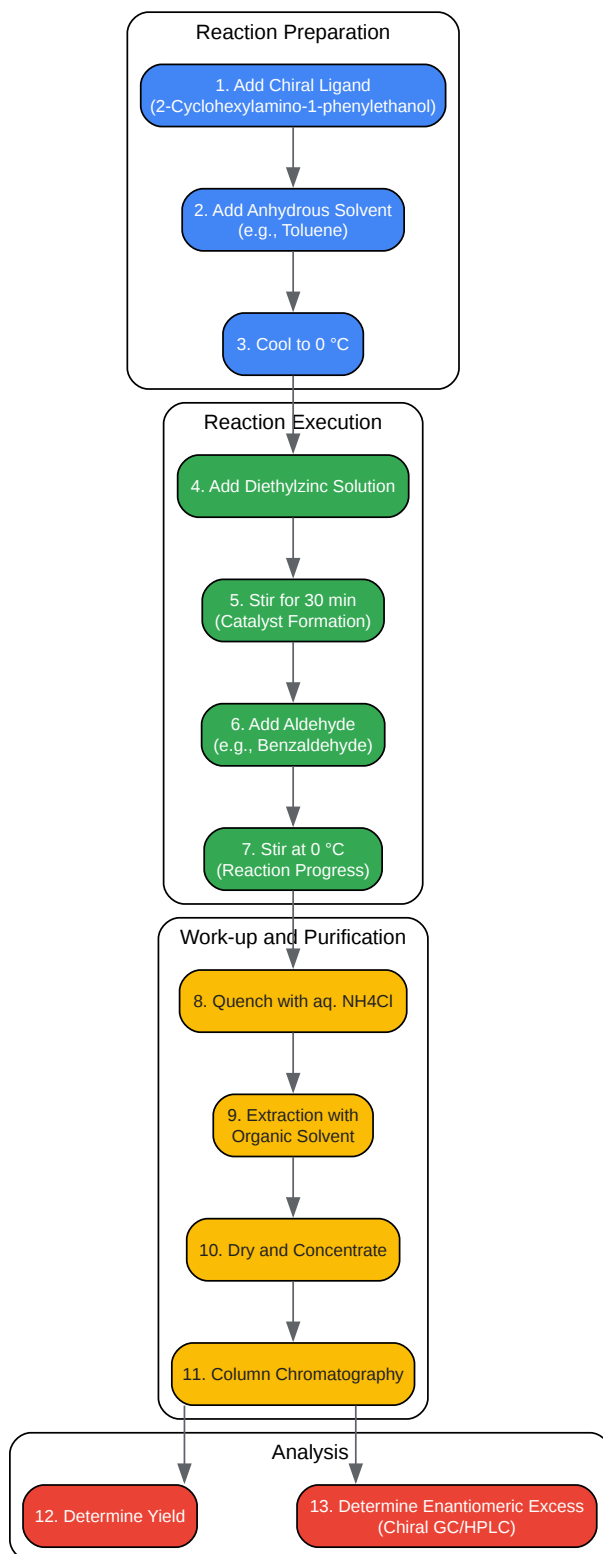 Reaction Preparation
1. Add Chiral Ligand
(2-Cyclohexylamino-1-phenylethanol)
2. Add Anhydrous Solvent
(e.g., Toluene)
3. Cool to 0 °C
Reaction Execution
4. Add Diethylzinc Solution
5. Stir for 30 min
(Catalyst Formation)
6. Add Aldehyde
(e.g., Benzaldehyde)
7. Stir at 0 °C
(Reaction Progress)
Work-up and Purification
8. Quench with aq. NH4Cl
9. Extraction with
Organic Solvent
10. Dry and Concentrate
11. Column Chromatography
Analysis
12. Determine Yield
13. Determine Enantiomeric Excess
(Chiral GC/HPLC)